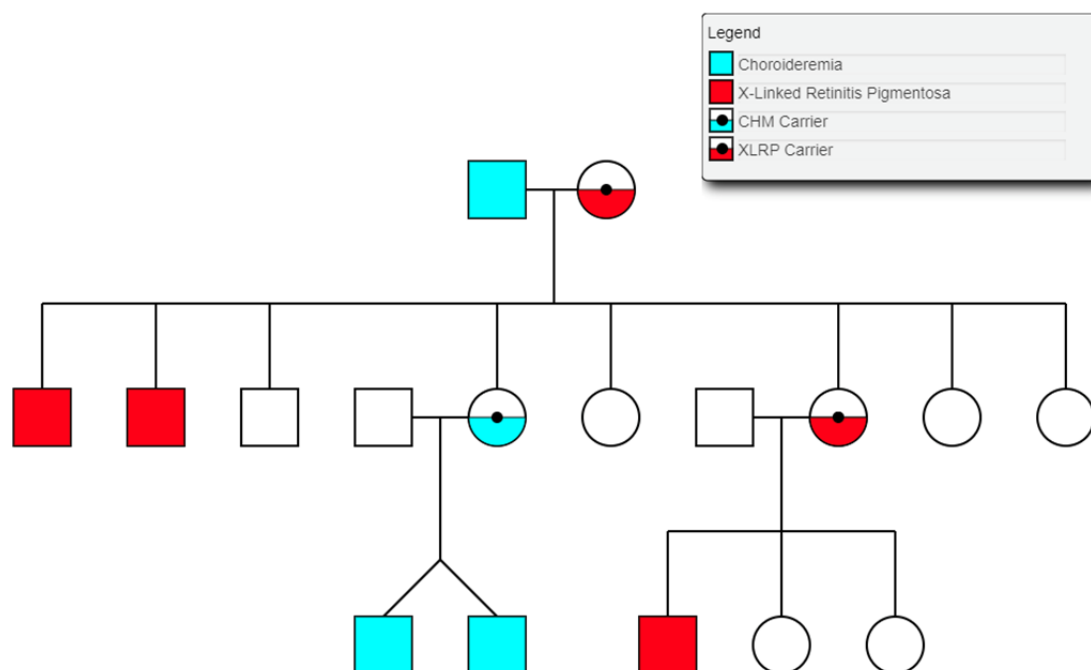 Legend
Choroideremia
X-Linked Retinitis Pigmentosa
CHM Carrier
XLRP Carrier